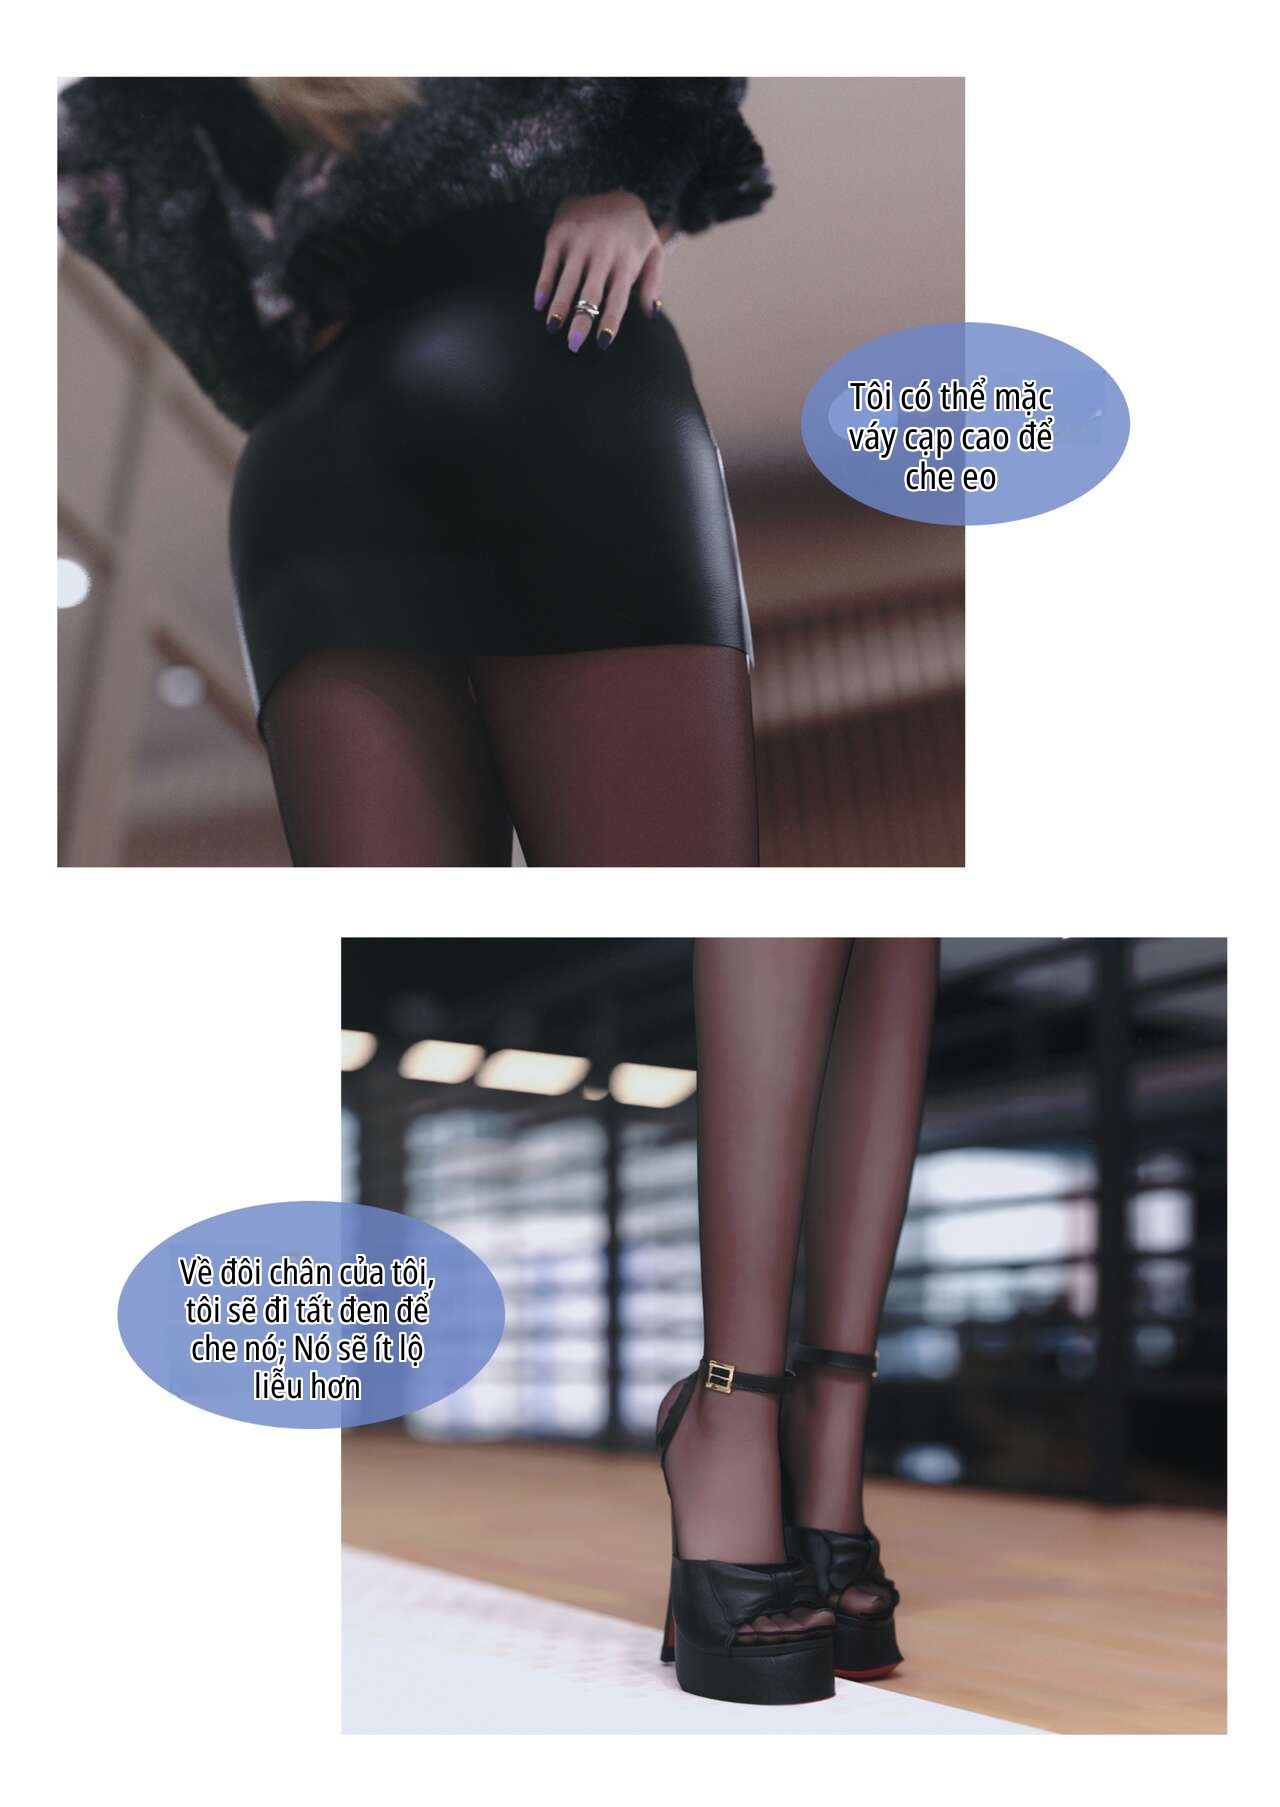 Tôi có thể mặc
váy cạp cao để
che eo
Về đôi chân của tôi,
tôi sẽ đi tất đen để
che nó; Nó sẽ ít lộ
liễu hơn